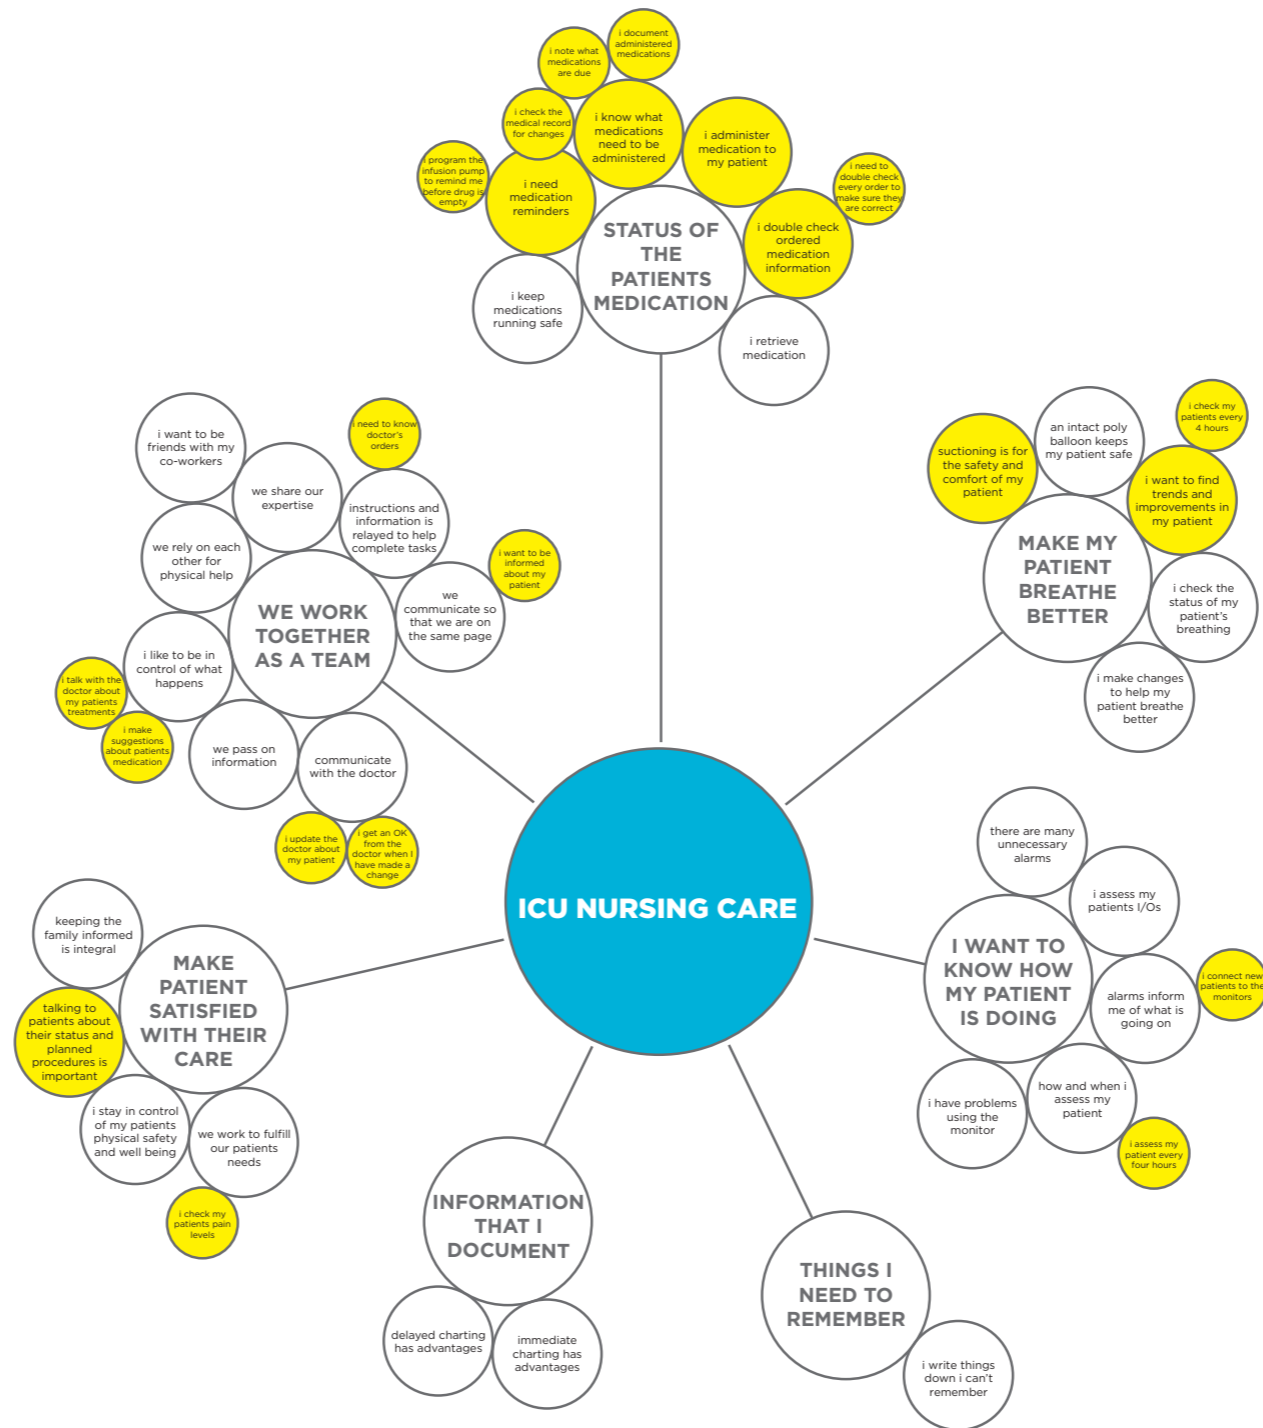 i document
administered
medications
i note what
medications
are due
i check the
medical record
for changes
i know what
medications
need to be
administered
i administer
medication to
my patient
i program the
infusion pump
to remind me
before drug is
empty
i need
medication
reminders
i need to
double check
every order to
make sure they
are correct
i double check
ordered
medication
information
STATUS OF
THE
PATIENTS
MEDICATION
i keep
medications
running safe
i retrieve
medication
i want to be
friends with my
co-workers
we share our
expertise
i need to know
doctor's
orders
instructions and
information is
relayed to help
complete tasks
we rely on each
other for
physical help
i want to be
informed
about my
patient
we
communicate so
that we are on
the same page
WE WORK
TOGETHER
AS A TEAM
i like to be in
control of what
happens
i talk with the
doctor about
my patients
treatments
i make
suggestions
about patients
medication
we pass on
information
communicate
with the doctor
i update the
doctor about
my patient
i get an OK
from the
doctor when I
have made a
change
suctioning is for
the safety and
comfort of my
patient
an intact poly
balloon keeps
my patient safe
i check my
patients every
4 hours
i want to find
trends and
improvements in
my patient
MAKE MY
PATIENT
BREATHE
BETTER
i check the
status of my
patient's
breathing
i make changes
to help my
patient breathe
better
ICU NURSING CARE
there are many
unnecessary
alarms
i assess my
patients I/Os
I WANT TO
KNOW HOW
MY PATIENT
IS DOING
alarms inform
me of what is
going on
i connect new
patients to the
monitors
i have problems
using the
monitor
how and when i
assess my
patient
i assess my
patient every
four hours
keeping the
family informed
is integral
MAKE
PATIENT
SATISFIED
WITH THEIR
CARE
talking to
patients about
their status and
planned
procedures is
important
i stay in control
of my patients
physical safety
and well being
we work to fulfill
our patients
needs
i check my
patients pain
levels
INFORMATION
THAT I
DOCUMENT
delayed charting
has advantages
immediate
charting has
advantages
THINGS I
NEED TO
REMEMBER
i write things
down i can't
remember